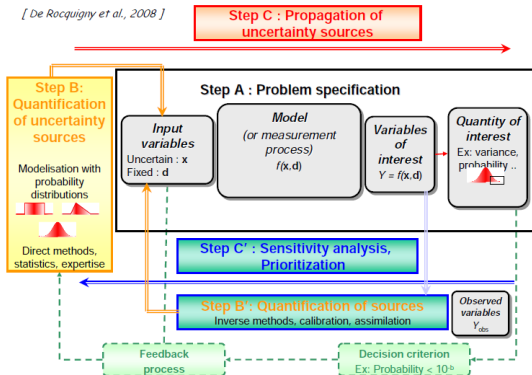 [ De Rocquigny et al., 2008 ]
Step C : Propagation of
uncertainty sources
Step B:
Quantification
of uncertainty
sources
Modelisation with
probability
distributions
Direct methods,
statistics, expertise
Step A : Problem specification
Input
variables
Uncertain : x
Fixed : d
Model
(or measurement
process)
f(x,d)
Variables
of interest
Y = f(x,d)
Quantity of
interest
Ex: variance,
probability ..
Step C' : Sensitivity analysis,
Prioritization
Step B': Quantification of sources
Inverse methods, calibration, assimilation
Observed
variables
Yobs
Feedback
process
Decision criterion
Ex: Probability < 10-b